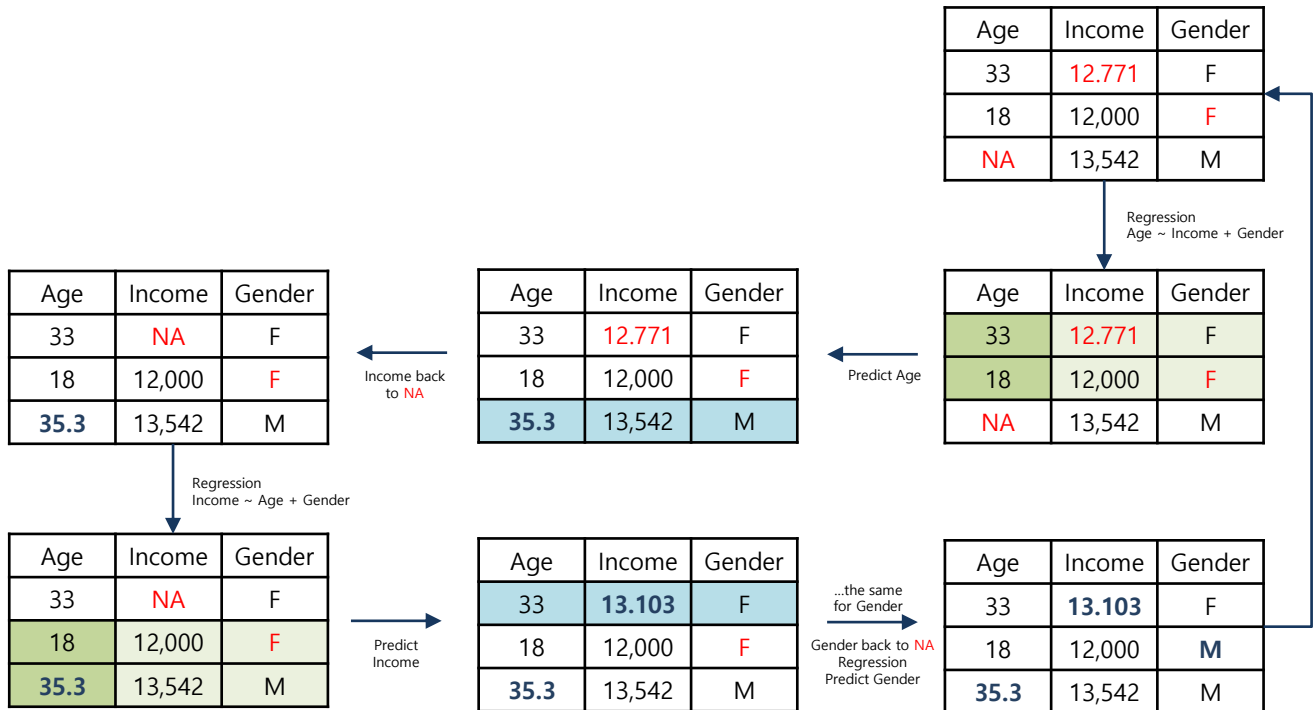 Age Income Gender
33 12.771 F
18 12,000 F
NA 13,542 M
Regression
Age ~ Income + Gender
Age Income Gender
33 NA F
18 12,000 F
35.3 13,542 M
Income back
to NA
Age Income Gender
33 12.771 F
18 12,000 F
35.3 13,542 M
Predict Age
Age Income Gender
33 12.771 F
18 12,000 F
NA 13,542 M
Regression
Income ~ Age + Gender
Age Income Gender
33 NA F
18 12,000 F
35.3 13,542 M
Predict
Income
Age Income Gender
33 13.103 F
18 12,000 F
35.3 13,542 M
...the same
for Gender
Gender back to NA
Regression
Predict Gender
Age Income Gender
33 13.103 F
18 12,000 M
35.3 13,542 M